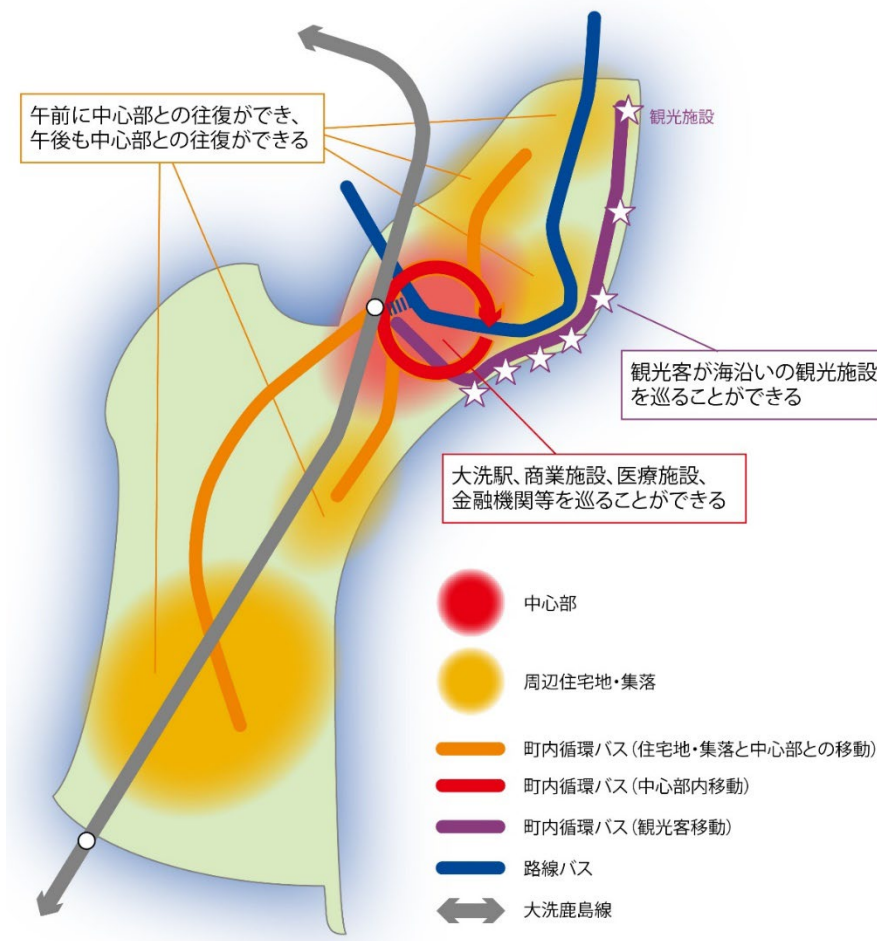 午前に中心部との往復ができ、
午後も中心部との往復ができる
観光施設
観光客が海沿いの観光施設
を巡ることができる
大洗駅、商業施設、医療施設、
金融機関等を巡ることができる
中心部
周辺住宅地・集落
町内循環バス(住宅地・集落と中心部との移動)
町内循環バス(中心部内移動)
町内循環バス(観光客移動)
路線バス
大洗鹿島線